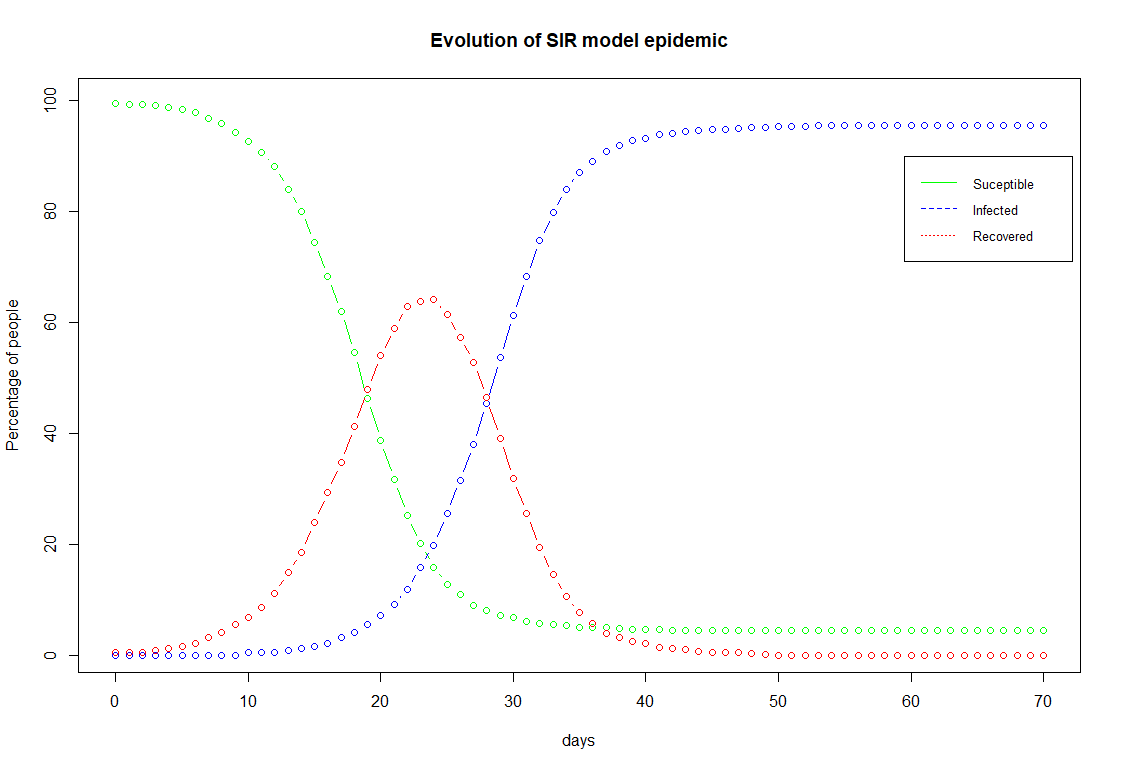 Evolution of SIR model epidemic
Percentage of people
100
80
60
40
20
0
Suceptible
Infected
Recovered
0 10 20 30 40 50 60 70
days